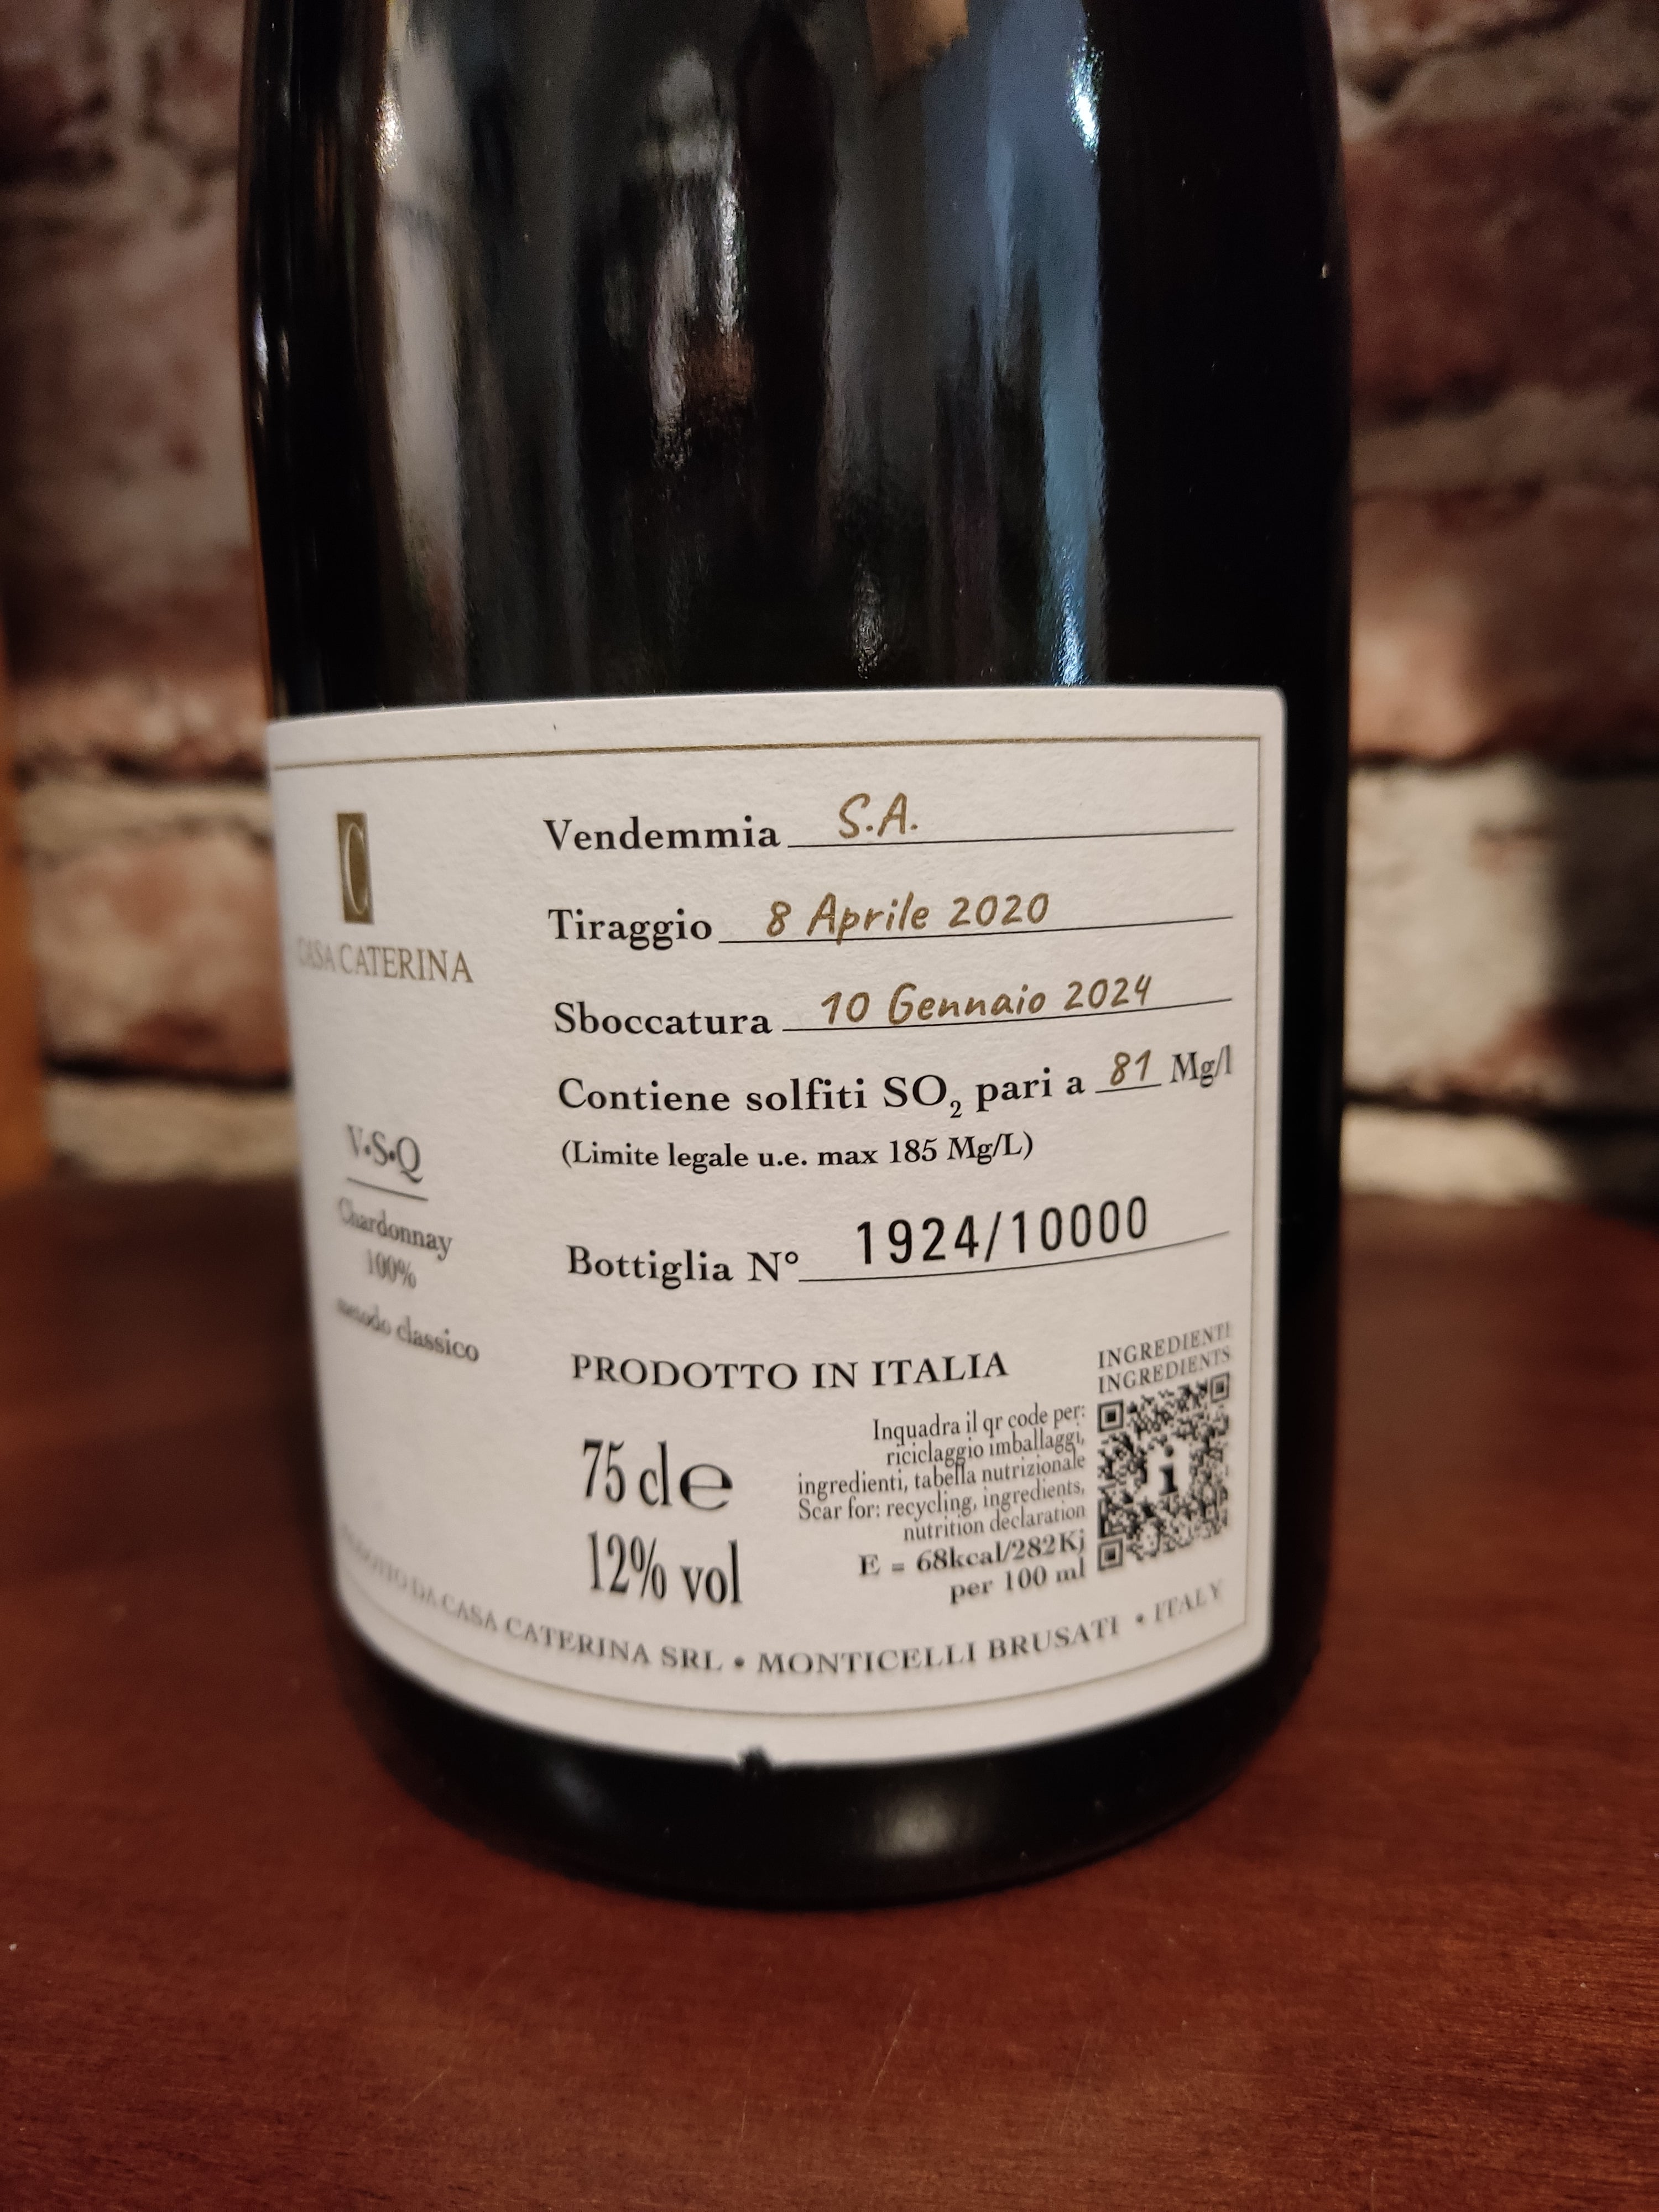 C
CASA CATERINA
V·S·Q
Chardonnay
100%
metodo classico
Vendemmia S.A.
Tiraggio 8 Aprile 2020
Sboccatura 10 Gennaio 2024
Contiene solfiti SO₂ pari a 81 Mg/l
(Limite legale u.e. max 185 Mg/L)
Bottiglia N° 1924/10000
PRODOTTO IN ITALIA
75 cl e
12% vol
INGREDIENTI
INGREDIENTS
Inquadra il qr code per:
riciclaggio imballaggi,
ingredienti, tabella nutrizionale
Scar for: recycling, ingredients,
nutrition declaration
E = 68kcal/282Kj
per 100 ml
i
DA CASA CATERINA SRL • MONTICELLI BRUSATI • ITALY